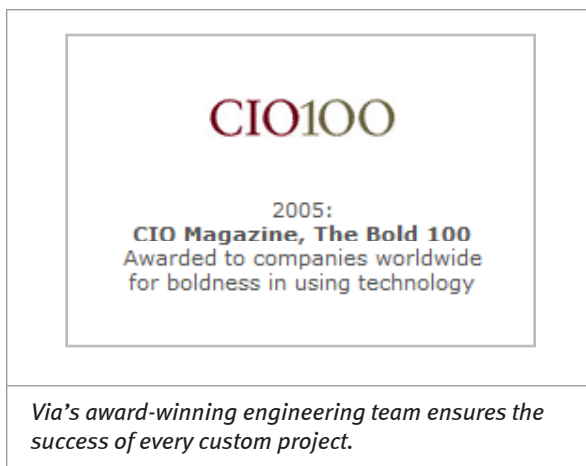 CIO100
2005:
CIO Magazine, The Bold 100
Awarded to companies worldwide
for boldness in using technology
Via’s award-winning engineering team ensures the
success of every custom project.